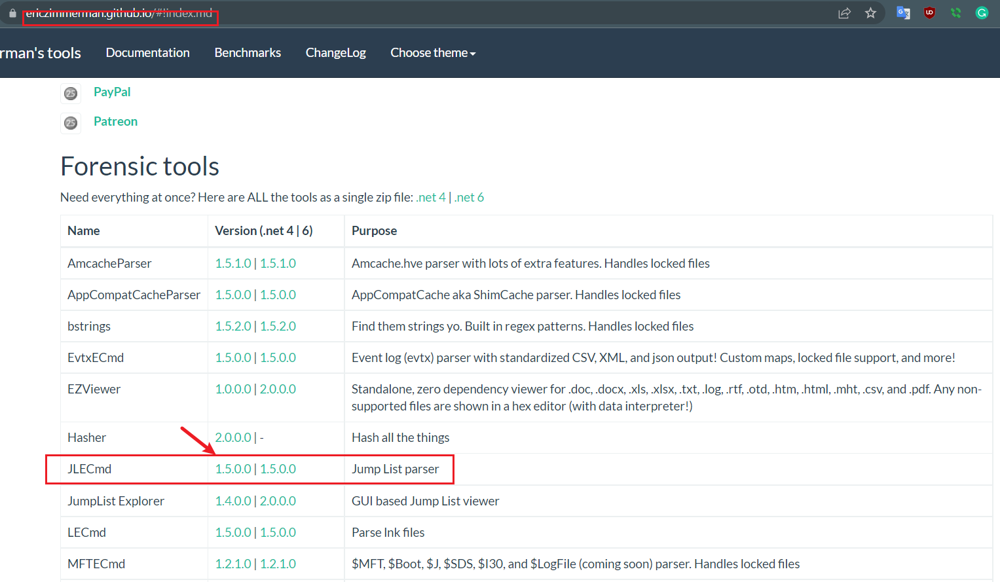 ericzimmerman.github.io/#!index.md
rman's tools Documentation Benchmarks ChangeLog Choose theme
PayPal
Patreon
Forensic tools
Need everything at once? Here are ALL the tools as a single zip file: .net 4 | .net 6
Name Version (.net 4 | 6) Purpose
AmcacheParser 1.5.1.0 | 1.5.1.0 Amcache.hve parser with lots of extra features. Handles locked files
AppCompatCacheParser 1.5.0.0 | 1.5.0.0 AppCompatCache aka ShimCache parser. Handles locked files
bstrings 1.5.2.0 | 1.5.2.0 Find them strings yo. Built in regex patterns. Handles locked files
EvtxECmd 1.5.0.0 | 1.5.0.0 Event log (evtx) parser with standardized CSV, XML, and json output! Custom maps, locked file support, and more!
EZViewer 1.0.0.0 | 2.0.0.0 Standalone, zero dependency viewer for .doc, .docx, .xls, .xlsx, .txt, .log, .rtf, .otd, .htm, .html, .mht, .csv, and .pdf. Any non-
supported files are shown in a hex editor (with data interpreter!)
Hasher 2.0.0.0 | - Hash all the things
JLECmd 1.5.0.0 | 1.5.0.0 Jump List parser
JumpList Explorer 1.4.0.0 | 2.0.0.0 GUI based Jump List viewer
LECmd 1.5.0.0 | 1.5.0.0 Parse lnk files
MFTECmd 1.2.1.0 | 1.2.1.0 $MFT, $Boot, $J, $SDS, $I30, and $LogFile (coming soon) parser. Handles locked files